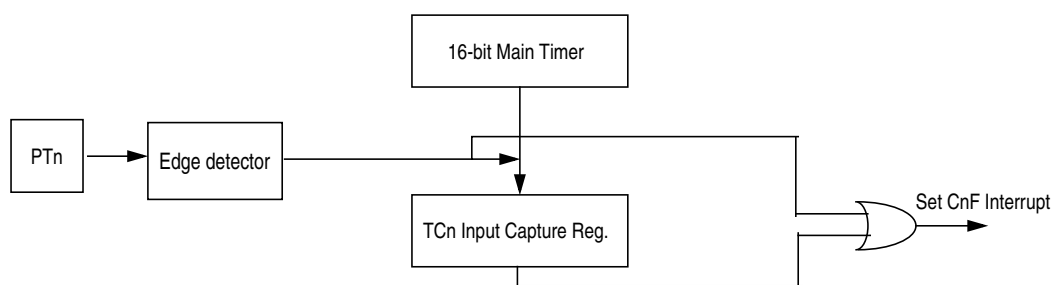 16-bit Main Timer
PTn
Edge detector
TCn Input Capture Reg.
Set CnF Interrupt